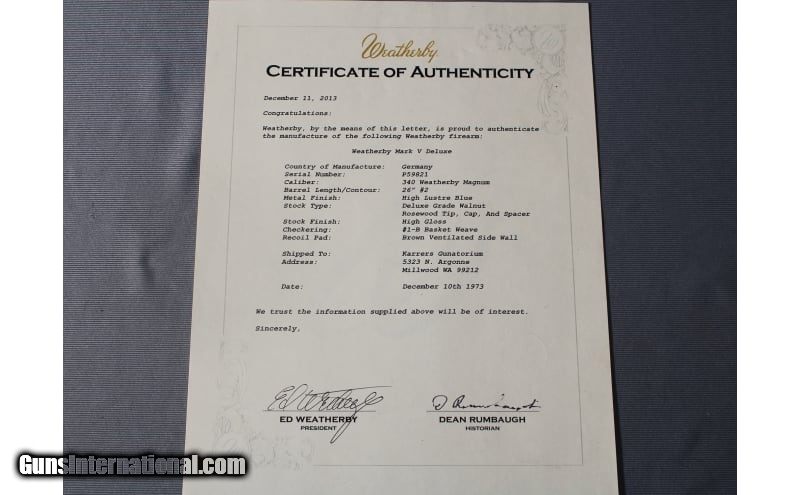 Weatherby
CERTIFICATE OF AUTHENTICITY
December 11, 2013
Congratulations:
Weatherby, by the means of this letter, is proud to authenticate
the manufacture of the following Weatherby firearm:
Weatherby Mark V Deluxe
Country of Manufacture: Germany
Serial Number: P59821
Caliber: 340 Weatherby Magnum
Barrel Length/Contour: 26" #2
Metal Finish: High Lustre Blue
Stock Type: Deluxe Grade Walnut
Rosewood Tip, Cap, And Spacer
Stock Finish: High Gloss
Checkering: #1-B Basket Weave
Recoil Pad: Brown Ventilated Side Wall
Shipped To: Karrers Gunatorium
Address: 5323 N. Argonne
Millwood WA 99212
Date: December 10th 1973
We trust the information supplied above will be of interest.
Sincerely,
Ed Weatherby D Rumbaugh
ED WEATHERBY DEAN RUMBAUGH
PRESIDENT HISTORIAN
GunsInternational.com